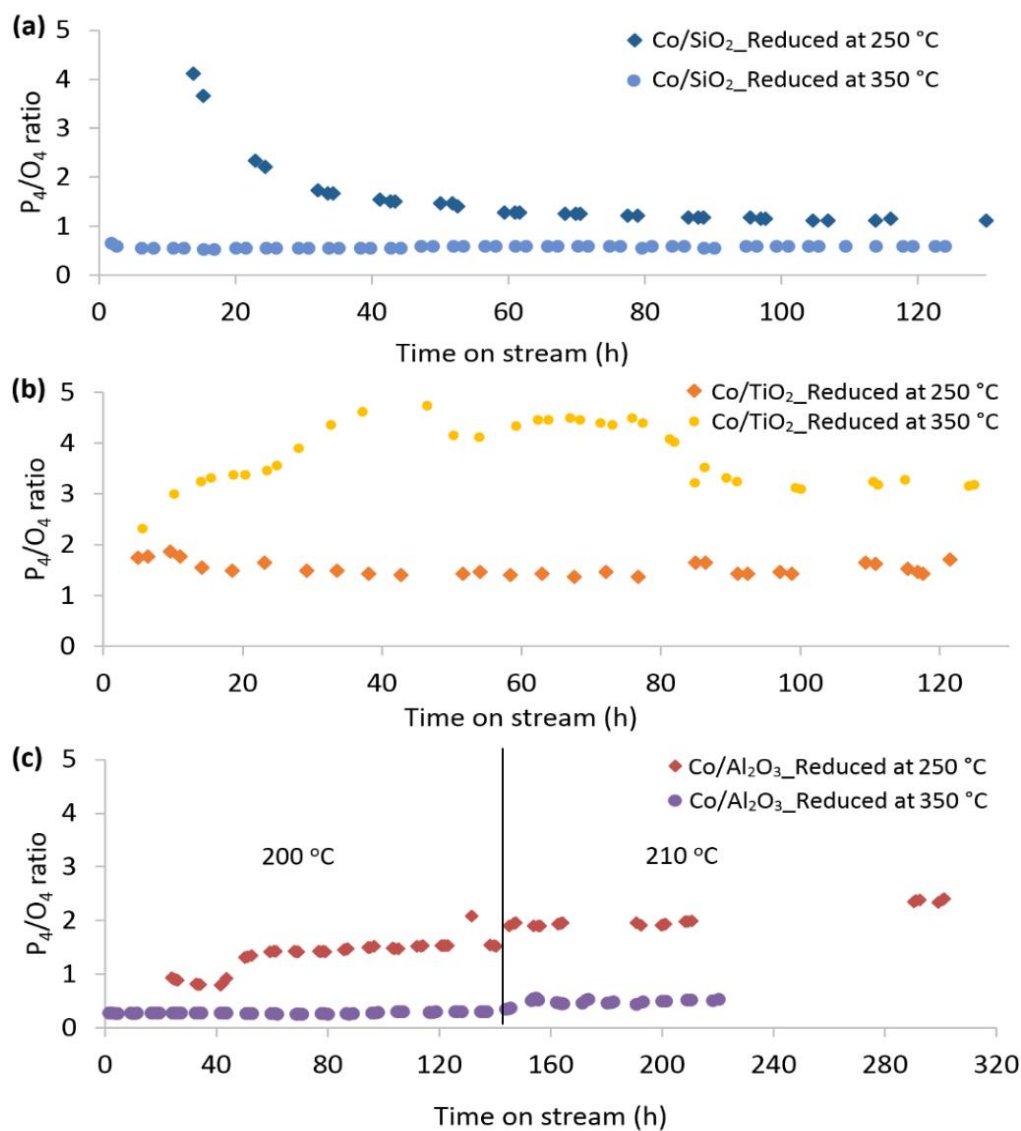 (a)
Co/SiO₂_Reduced at 250 °C
Co/SiO₂_Reduced at 350 °C
P₄/O₄ ratio
5
4
3
2
1
0
0 20 40 60 80 100 120
Time on stream (h)
(b)
Co/TiO₂_Reduced at 250 °C
Co/TiO₂_Reduced at 350 °C
P₄/O₄ ratio
5
4
3
2
1
0
0 20 40 60 80 100 120
Time on stream (h)
(c)
Co/Al₂O₃_Reduced at 250 °C
Co/Al₂O₃_Reduced at 350 °C
200 °C 210 °C
P₄/O₄ ratio
5
4
3
2
1
0
0 40 80 120 160 200 240 280 320
Time on stream (h)